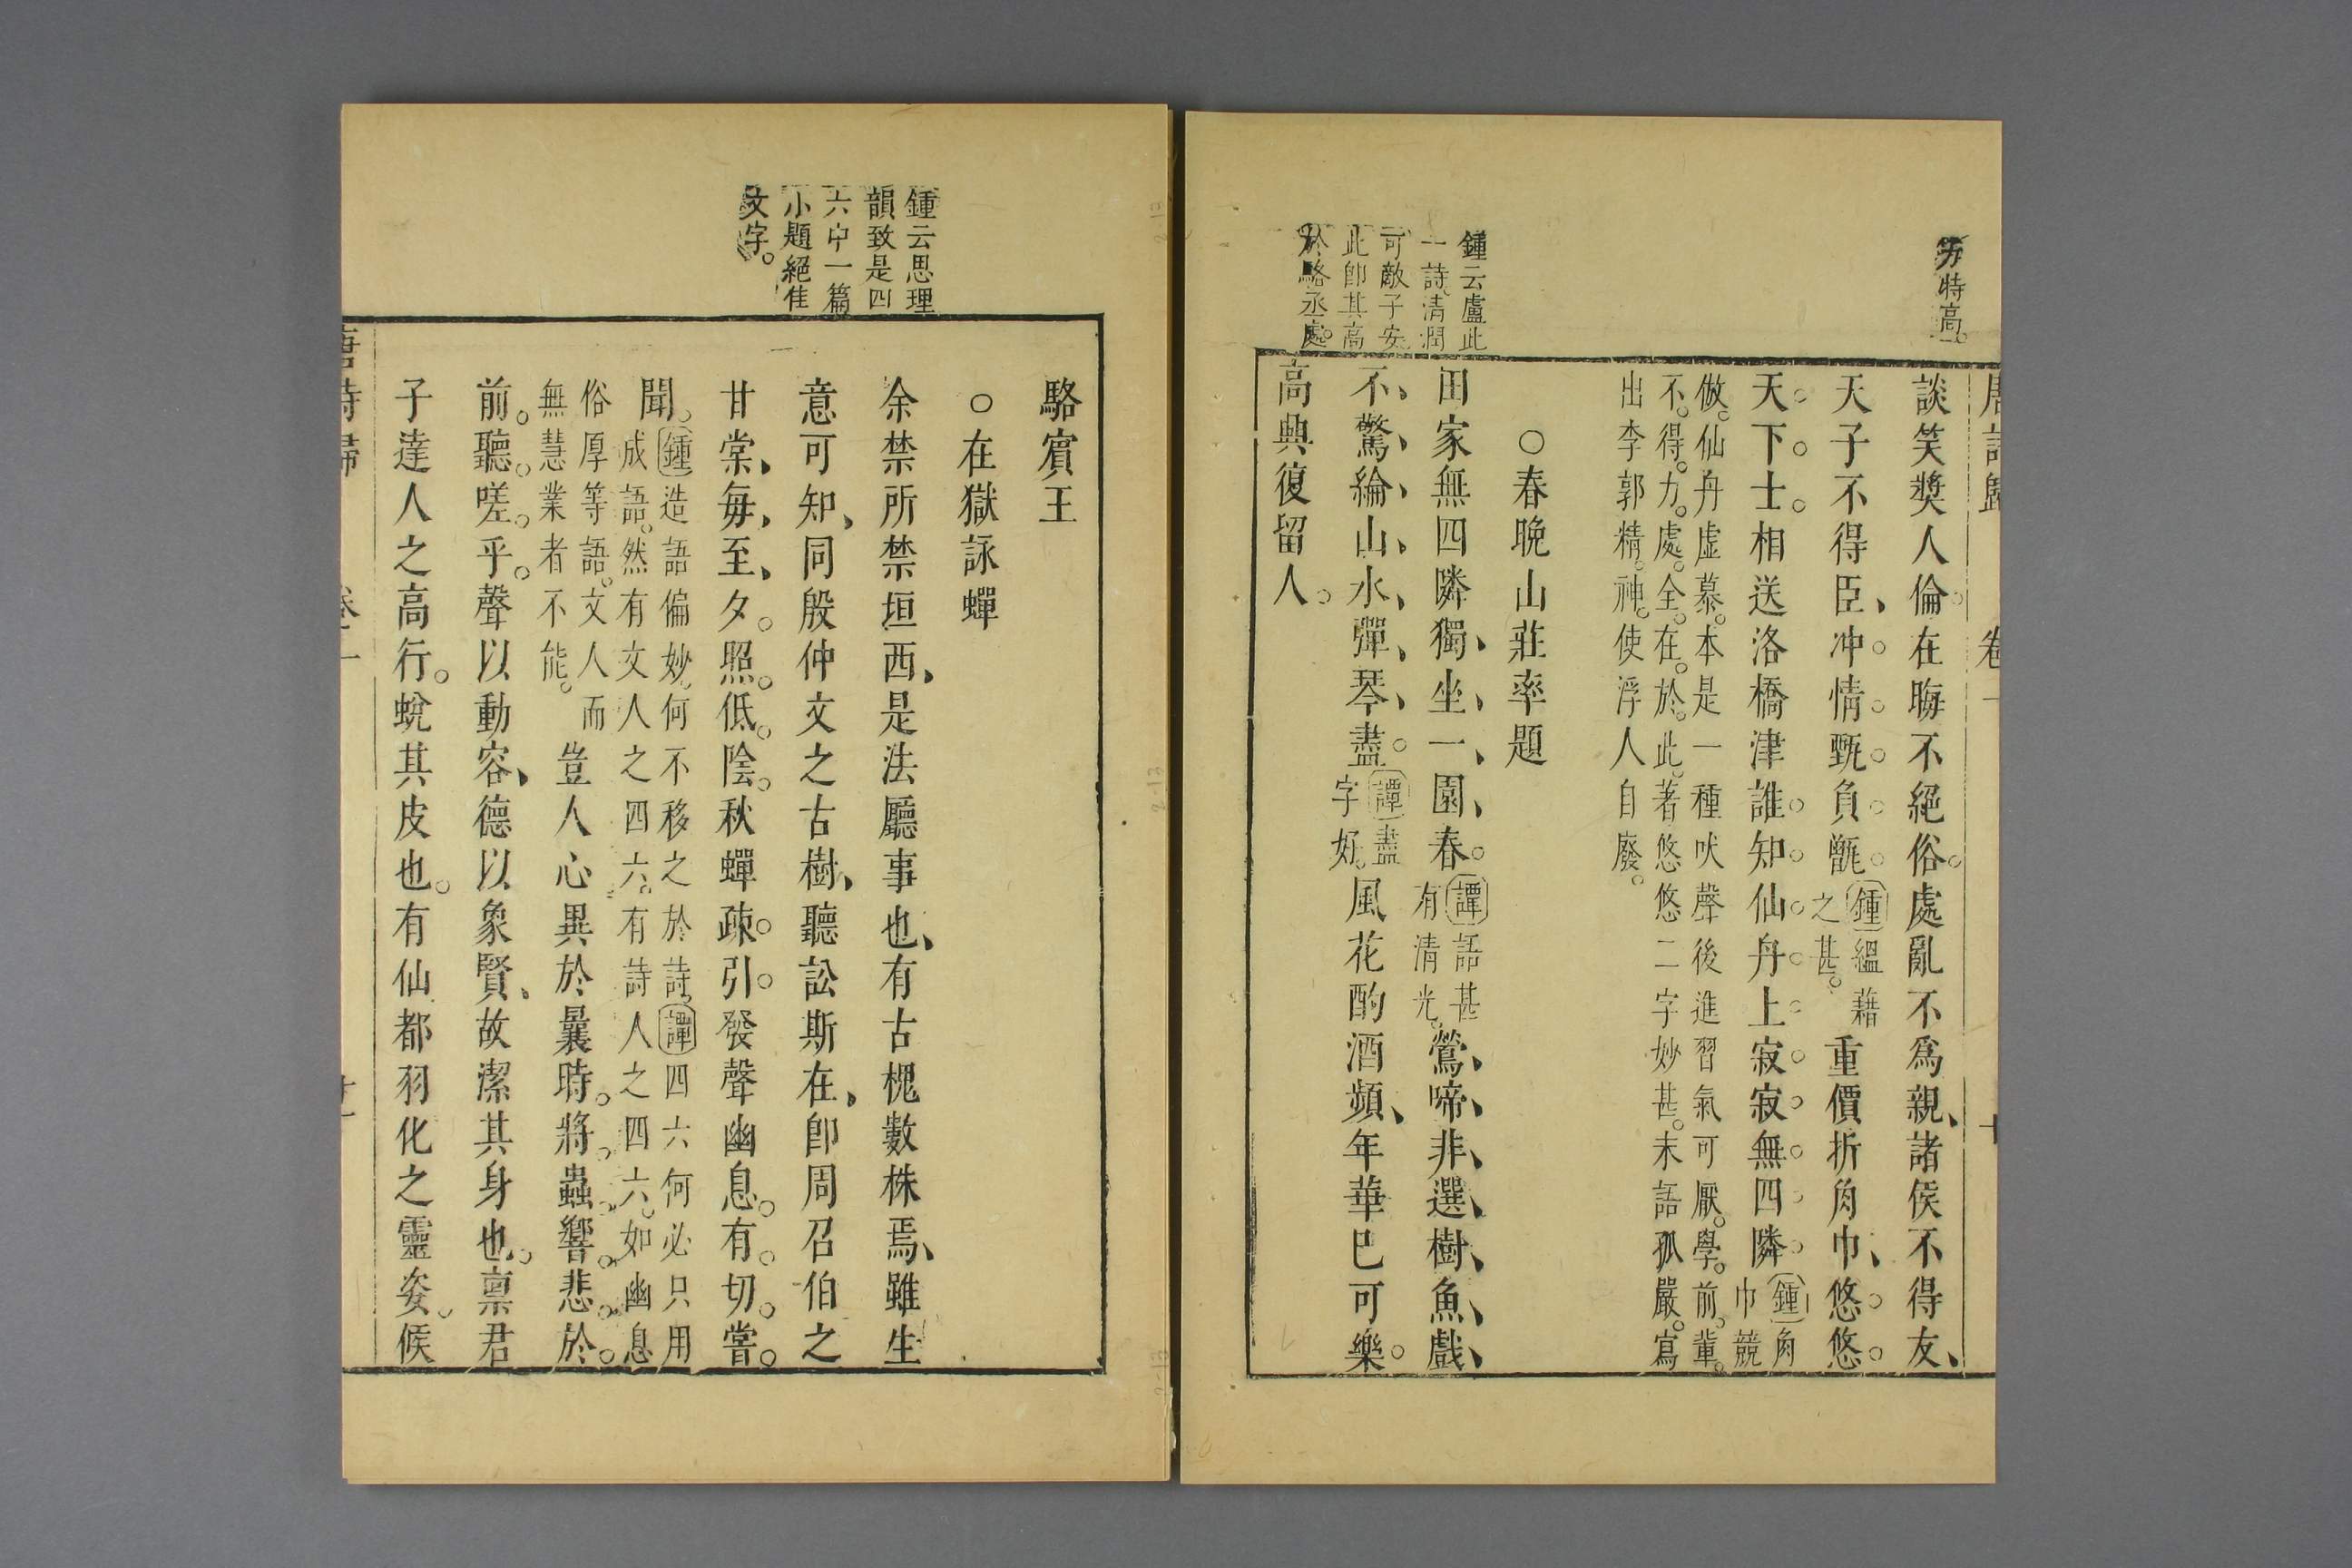 方特高
唐詩歸 卷一 十
談笑奬人倫在晦不絕俗處亂不爲親諸侯不得友
天子不得臣冲情甄負甑
鍾緼藉
之甚
重價折角巾悠悠
天下士相送洛橋津誰知仙舟上寂寂無四隣
鍾角
巾競
倣仙舟虛慕本是一種吠聲後進習氣可厭學前輩
不得力處全在於此著悠悠二字妙甚末語孤嚴寫
出李郭精神使浮人自廢
○春晚山莊率題
鍾云盧此
一詩清潤
可敵子安
此卽其高
於駱丞處
田家無四隣獨坐一園春
譚語甚
有清光
鶯啼非選樹魚戲
不驚綸山水彈琴盡
譚盡
字好
風花酌酒頻年華巳可樂
高興復留人
駱賓王
○在獄詠蟬
鍾云思理
韻致是四
六中一篇
小題絕佳
文字
余禁所禁垣西是法廳事也有古槐數株焉雖生
意可知同殷仲文之古樹聽訟斯在卽周召伯之
甘棠每至夕照低陰秋蟬疎引發聲幽息有切嘗
聞
鍾造語偏妙何不移之於詩譚四六何必只用
成語然有文人之四六有詩人之四六如幽息
俗厚等語文人而
無慧業者不能
豈人心異於曩時將蟲響悲於
前聽嗟乎聲以動容德以象賢故潔其身也禀君
子達人之高行蛻其皮也有仙都羽化之靈姿候
唐詩歸 卷一 十一